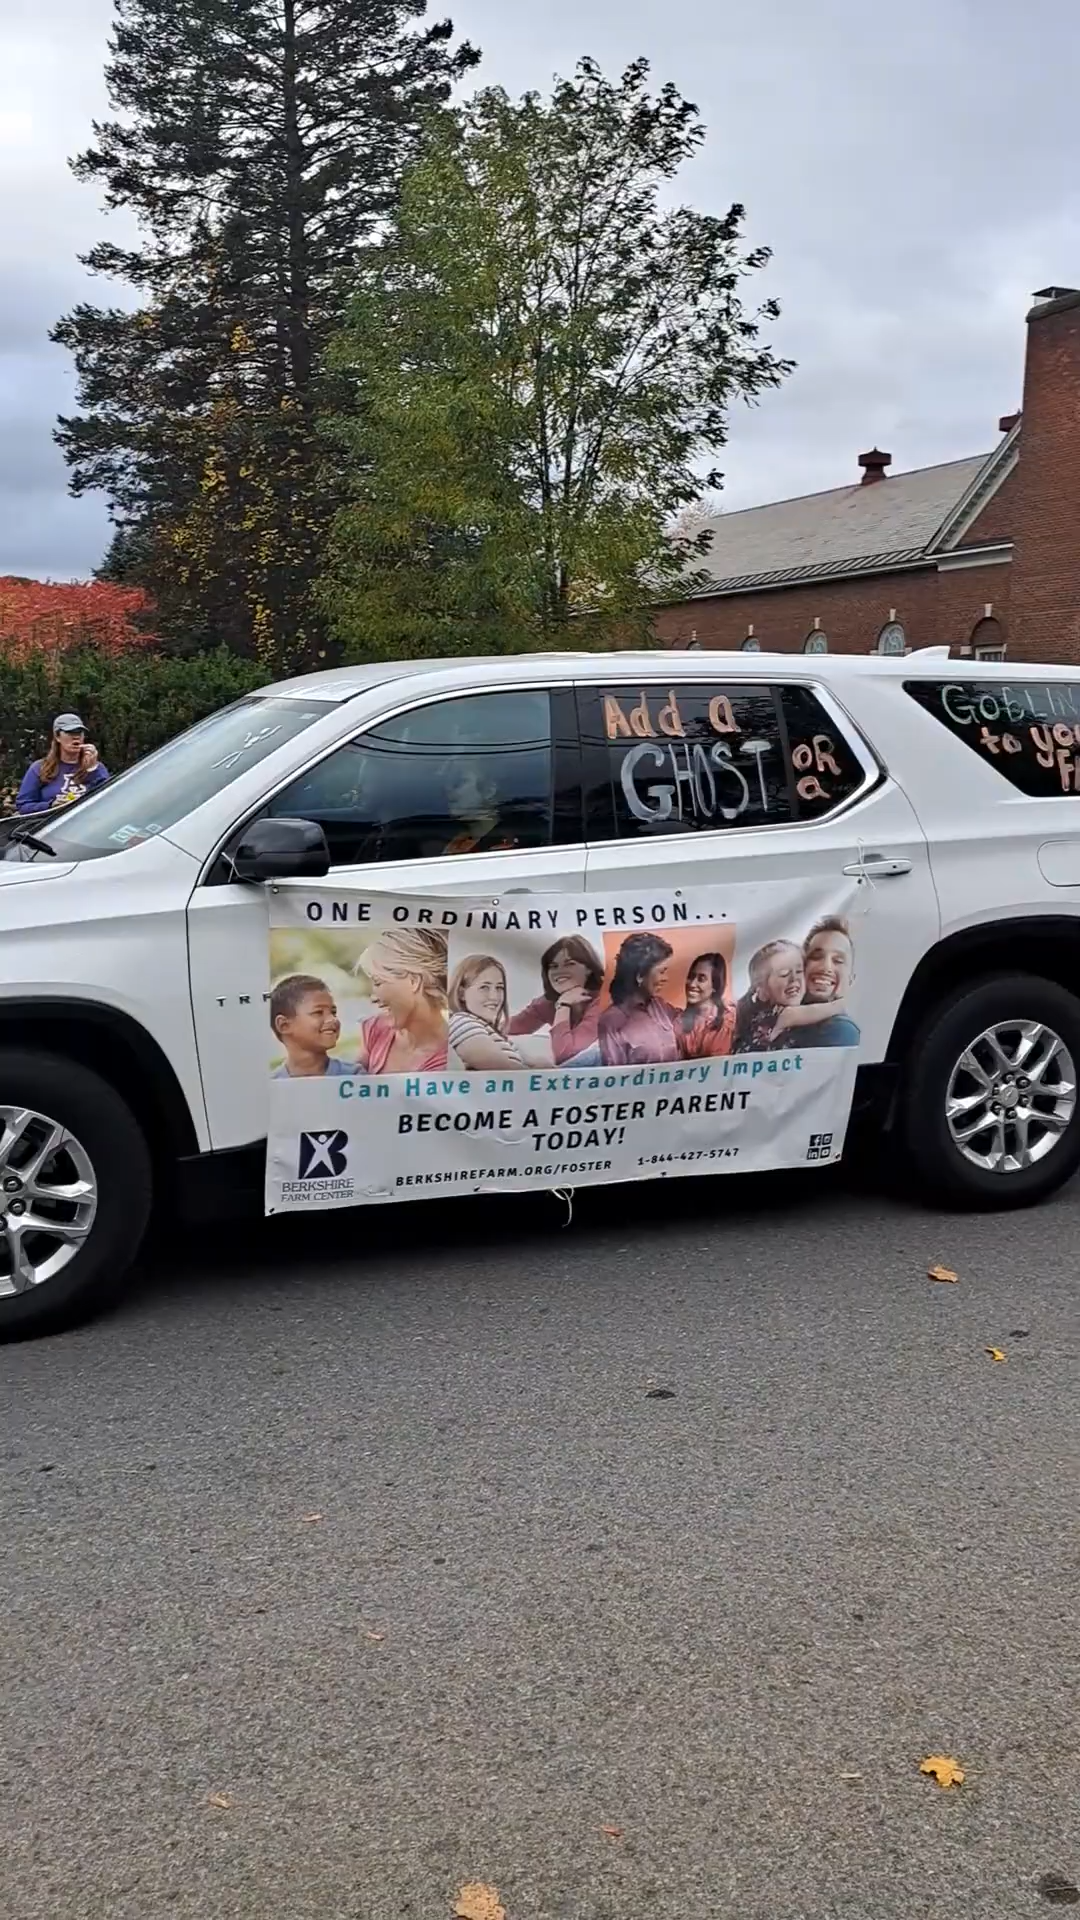 Add a
GHOST
OR
a
GOBLIN
to
ONE ORDINARY PERSON...
Can Have an Extraordinary Impact
BECOME A FOSTER PARENT
TODAY!
BERKSHIREFARM.ORG/FOSTER 1-844-427-5747
BERKSHIRE
FARM CENTER